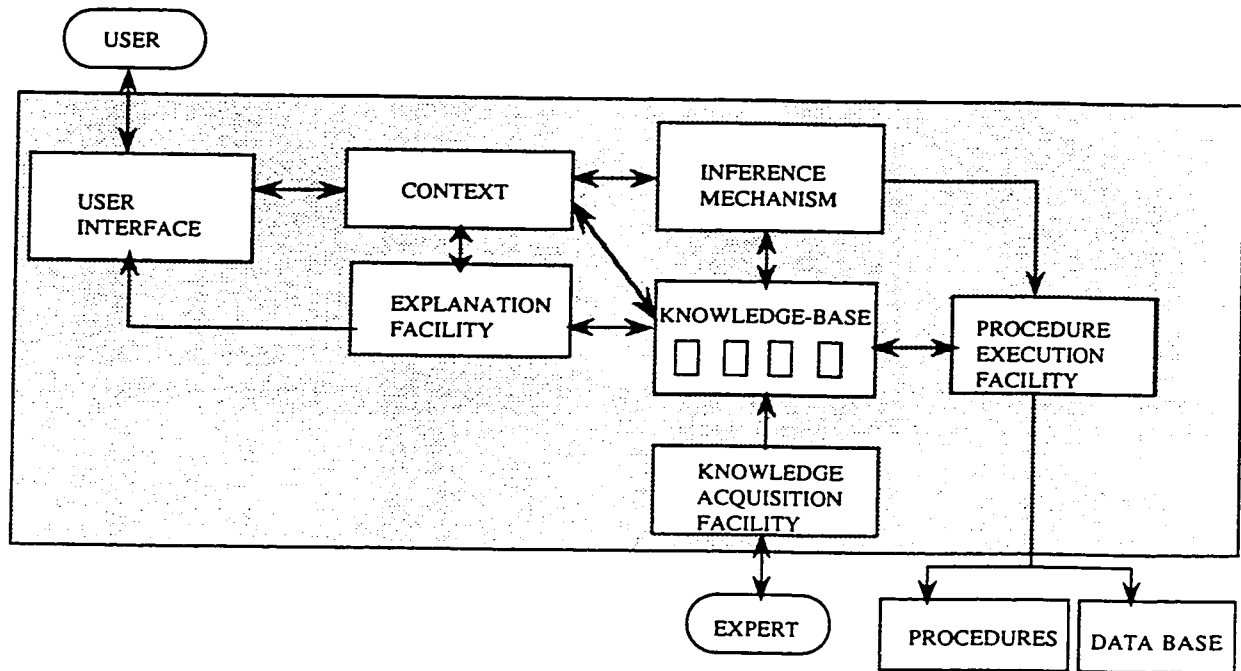 USER
USER
INTERFACE
CONTEXT
INFERENCE
MECHANISM
EXPLANATION
FACILITY
KNOWLEDGE-BASE
PROCEDURE
EXECUTION
FACILITY
KNOWLEDGE
ACQUISITION
FACILITY
EXPERT
PROCEDURES
DATA BASE